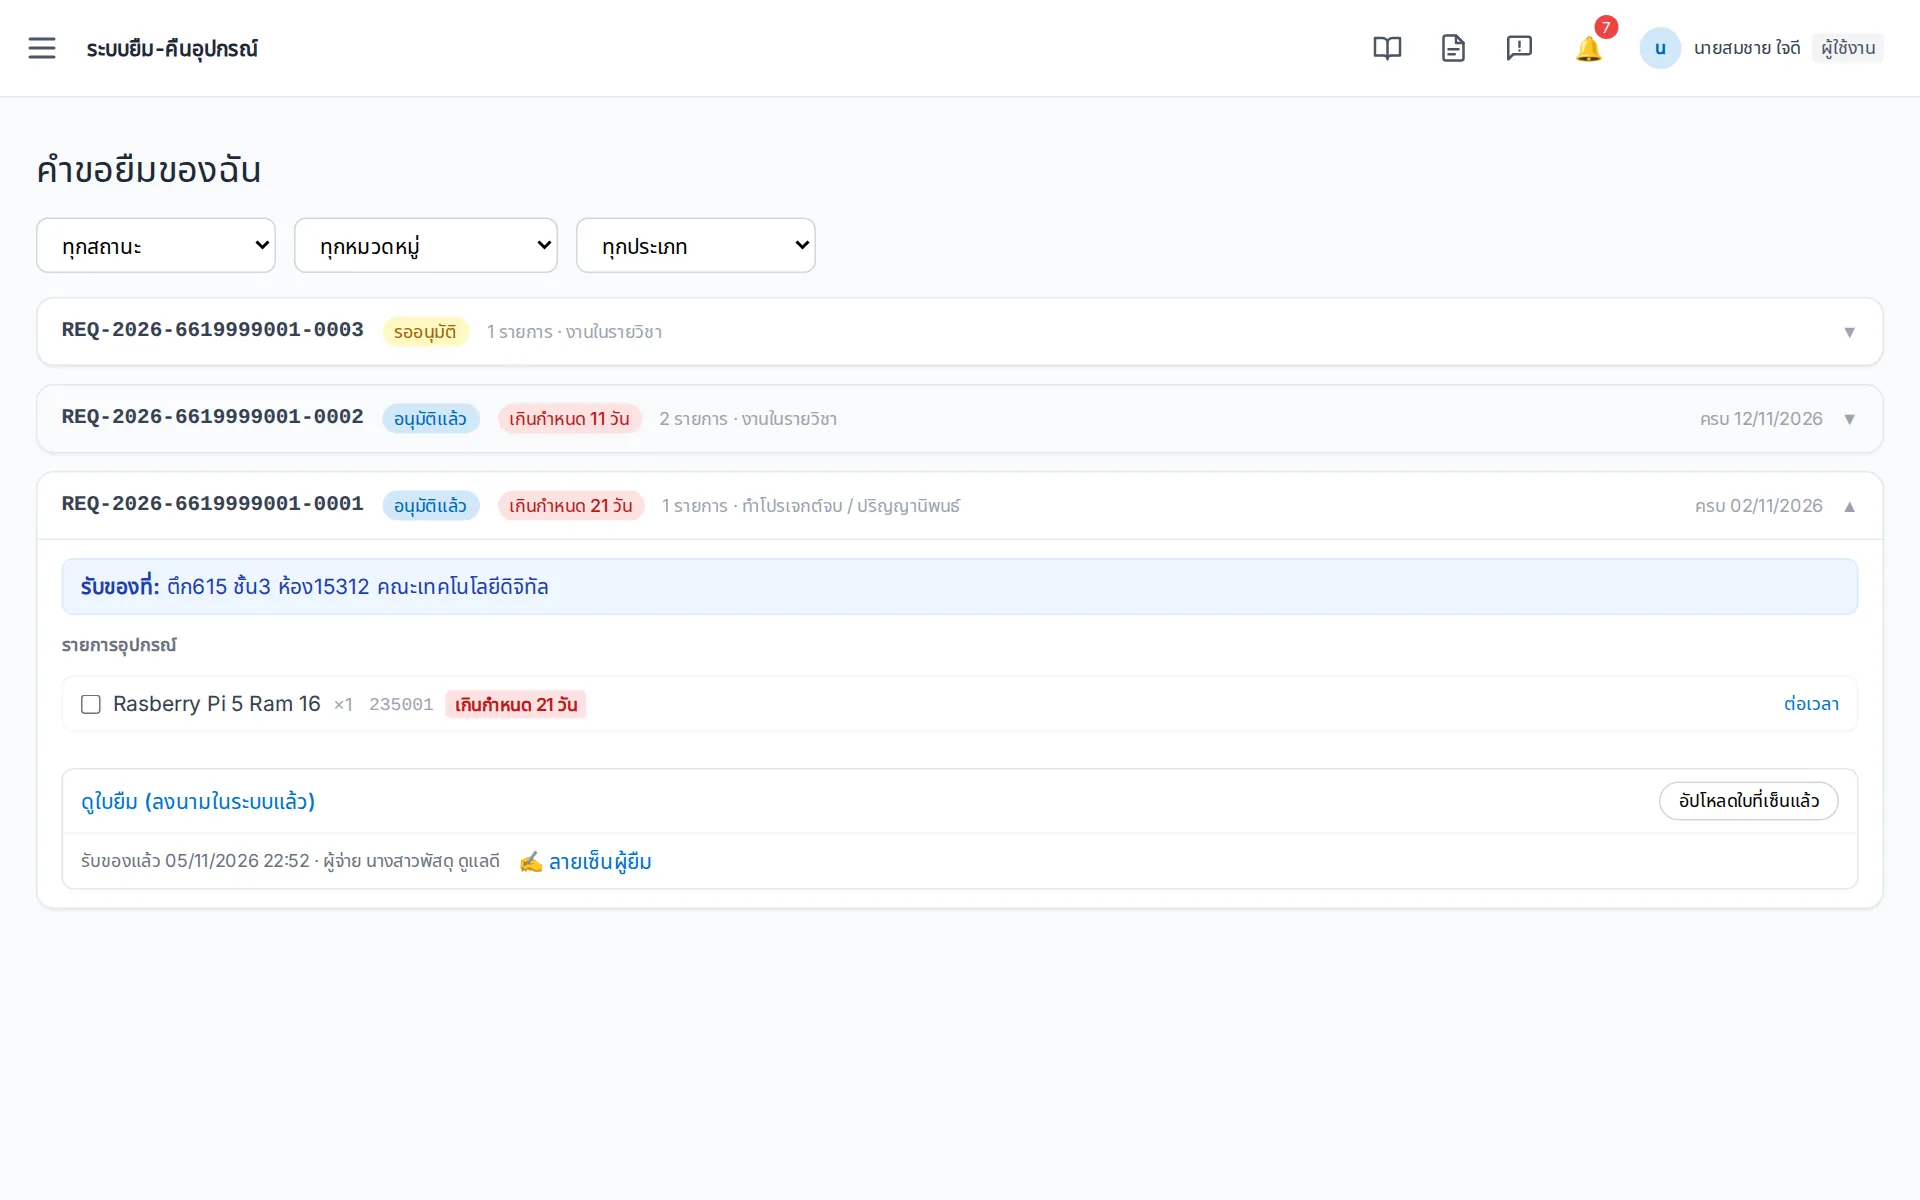 ระบบยืม-คืนอุปกรณ์
7
น
นายสมชาย ใจดี ผู้ใช้งาน
คำขอยืมของฉัน
ทุกสถานะ ทุกหมวดหมู่ ทุกประเภท
REQ-2026-6619999001-0003 รออนุมัติ 1 รายการ · งานในรายวิชา ▼
REQ-2026-6619999001-0002 อนุมัติแล้ว เกินกำหนด 11 วัน 2 รายการ · งานในรายวิชา ครบ 12/11/2026 ▼
REQ-2026-6619999001-0001 อนุมัติแล้ว เกินกำหนด 21 วัน 1 รายการ · ทำโปรเจกต์จบ / ปริญญานิพนธ์ ครบ 02/11/2026 ▲
รับของที่: ตึก615 ชั้น3 ห้อง15312 คณะเทคโนโลยีดิจิทัล
รายการอุปกรณ์
Rasberry Pi 5 Ram 16 ×1 235001 เกินกำหนด 21 วัน ต่อเวลา
ดูใบยืม (ลงนามในระบบแล้ว) อัปโหลดใบที่เซ็นแล้ว
รับของแล้ว 05/11/2026 22:52 · ผู้จ่าย นางสาวพัสดุ ดูแลดี ✍️ ลายเซ็นผู้ยืม